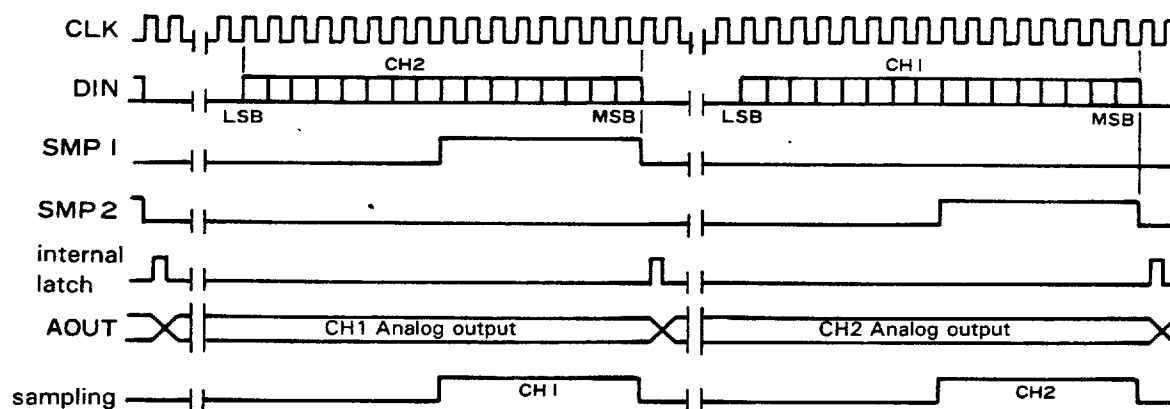 CLK
CH2 CH1
DIN
LSB MSB LSB MSB
SMP 1
SMP 2
internal
latch
AOUT CH1 Analog output CH2 Analog output
sampling CH1 CH2